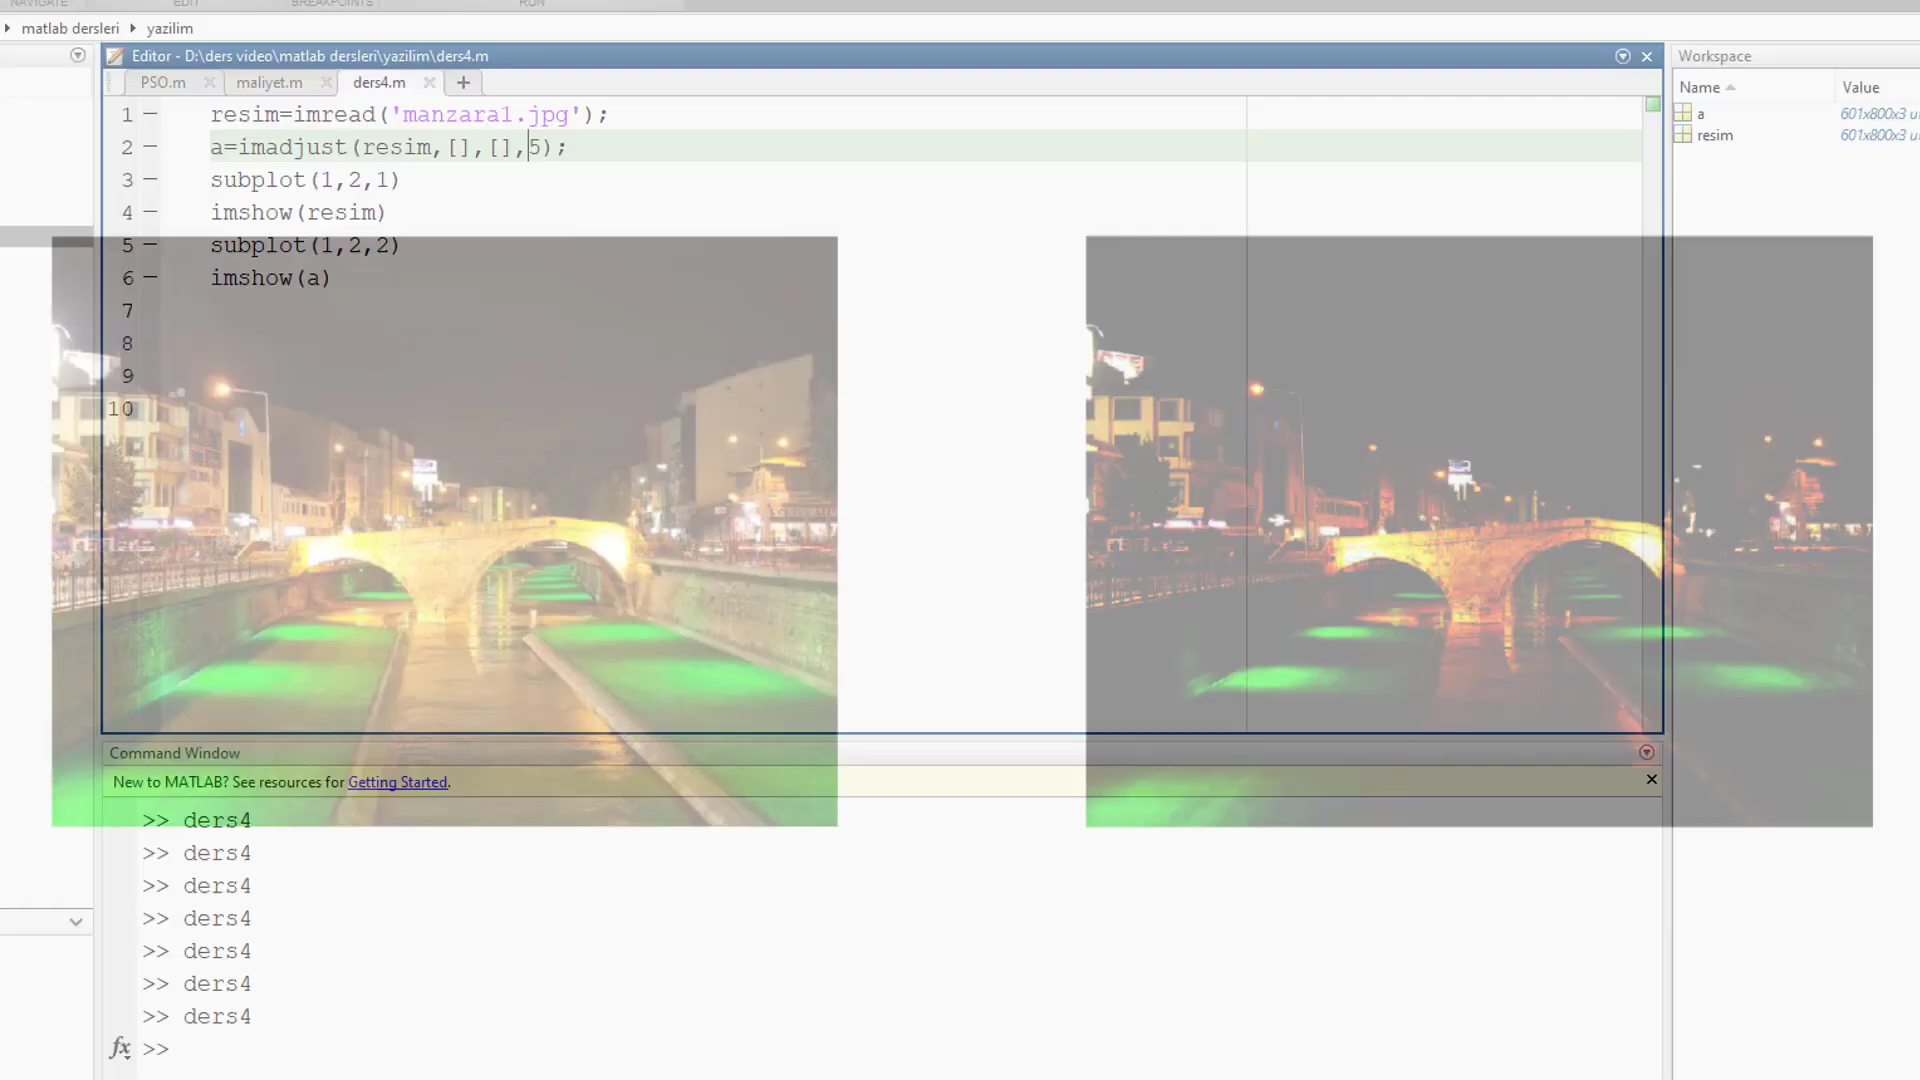 NAVIGATE EDIT BREAKPOINTS RUN
matlab dersleri yazilim
Editor - D:\ders video\matlab dersleri\yazilim\ders4.m
Workspace
PSO.m maliyet.m ders4.m +
Name Value
1 resim=imread('manzara1.jpg');
a 601x800x3 u
2 a=imadjust(resim,[],[],5);
resim 601x800x3 u
3 subplot(1,2,1)
4 imshow(resim)
5 subplot(1,2,2)
6 imshow(a)
7
8
9
10
Command Window
New to MATLAB? See resources for Getting Started.
>> ders4
>> ders4
>> ders4
>> ders4
>> ders4
>> ders4
>> ders4
fx >>